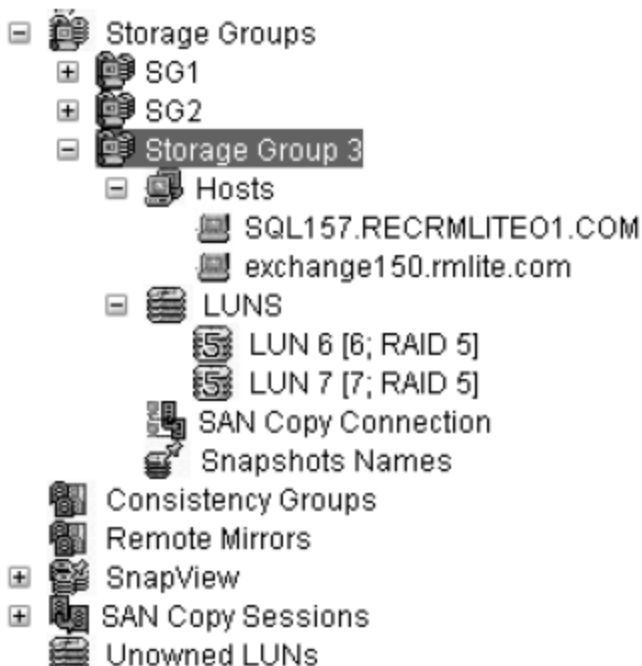 Storage Groups
SG1
SG2
Storage Group 3
Hosts
SQL157.RECRMLITEO1.COM
exchange150.rmlite.com
LUNS
LUN 6 [6; RAID 5]
LUN 7 [7; RAID 5]
SAN Copy Connection
Snapshots Names
Consistency Groups
Remote Mirrors
SnapView
SAN Copy Sessions
Unowned LUNs